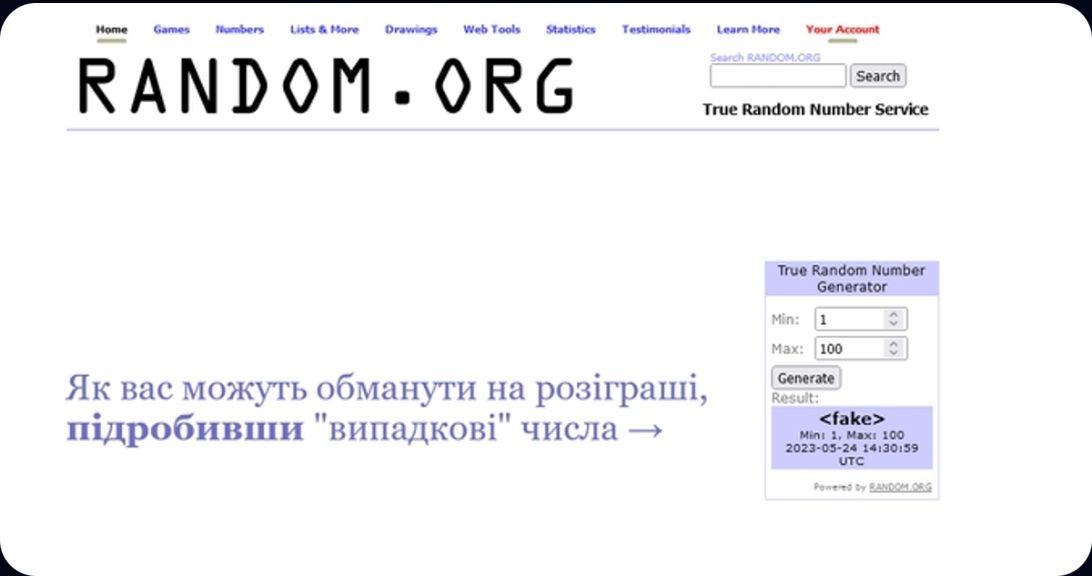 Home Games Numbers Lists & More Drawings Web Tools Statistics Testimonials Learn More Your Account
RANDOM.ORG
Search RANDOM.ORG
Search
True Random Number Service
True Random Number
Generator
Min: 1
Max: 100
Generate
Result:
<fake>
Min: 1, Max: 100
2023-05-24 14:30:59
UTC
Powered by RANDOM.ORG
Як вас можуть обманути на розіграші,
підробивши "випадкові" числа →